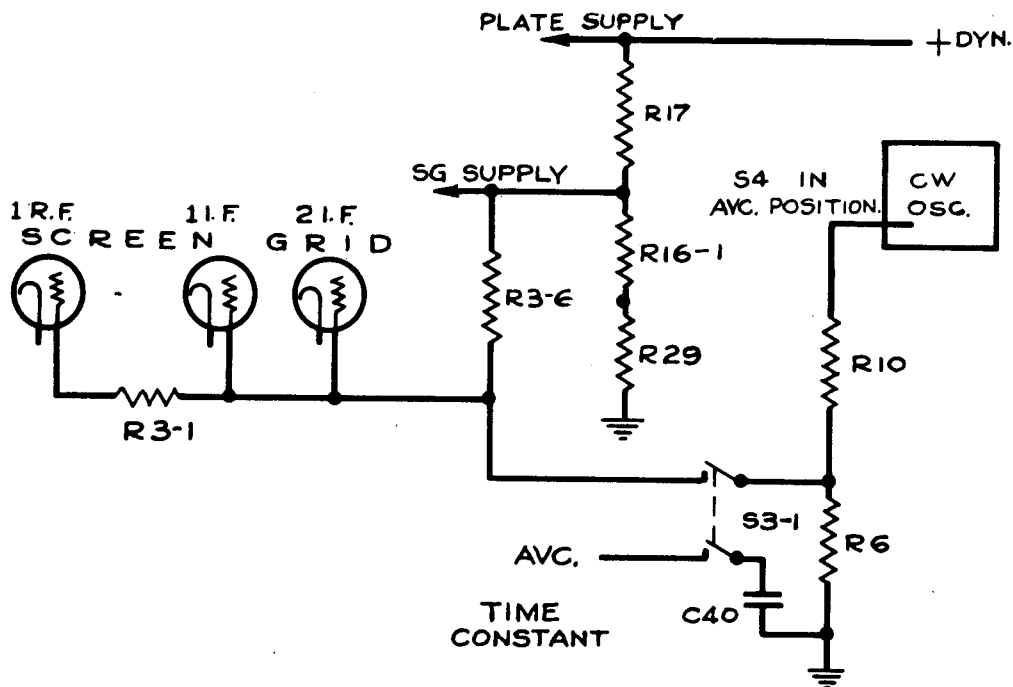 PLATE SUPPLY
+ DYN.
R17
SG SUPPLY
S4 IN
AVC. POSITION.
CW
OSC.
1 R.F.
1 I.F.
2 I.F.
SCREEN GRID
R16-1
R3-6
R29
R10
R3-1
S3-1
R6
AVC.
C40
TIME
CONSTANT